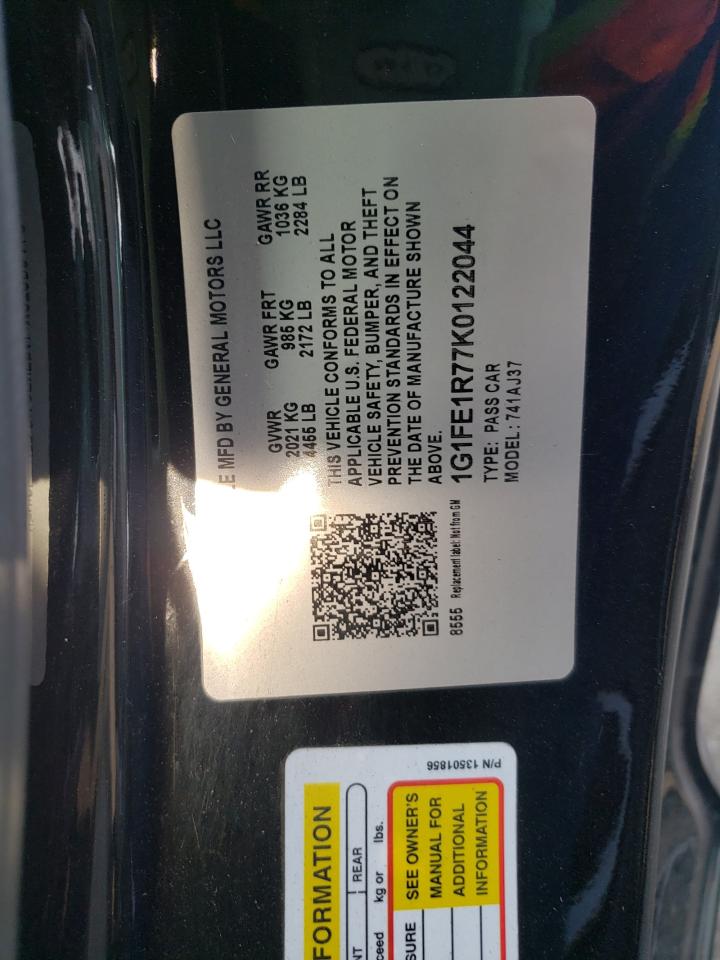 MFD BY GENERAL MOTORS LLC
GVWR GAWR FRT GAWR RR
2021 KG 985 KG 1036 KG
4455 LB 2172 LB 2284 LB
THIS VEHICLE CONFORMS TO ALL
APPLICABLE U.S. FEDERAL MOTOR
VEHICLE SAFETY, BUMPER, AND THEFT
PREVENTION STANDARDS IN EFFECT ON
THE DATE OF MANUFACTURE SHOWN
ABOVE.
8555 Replacement label: Not from GM
1G1FE1R77K0122044
TYPE: PASS CAR
MODEL: 741AJ37
REAR
kg or lbs.
SEE OWNER'S
MANUAL FOR
ADDITIONAL
INFORMATION
P/N 13501856